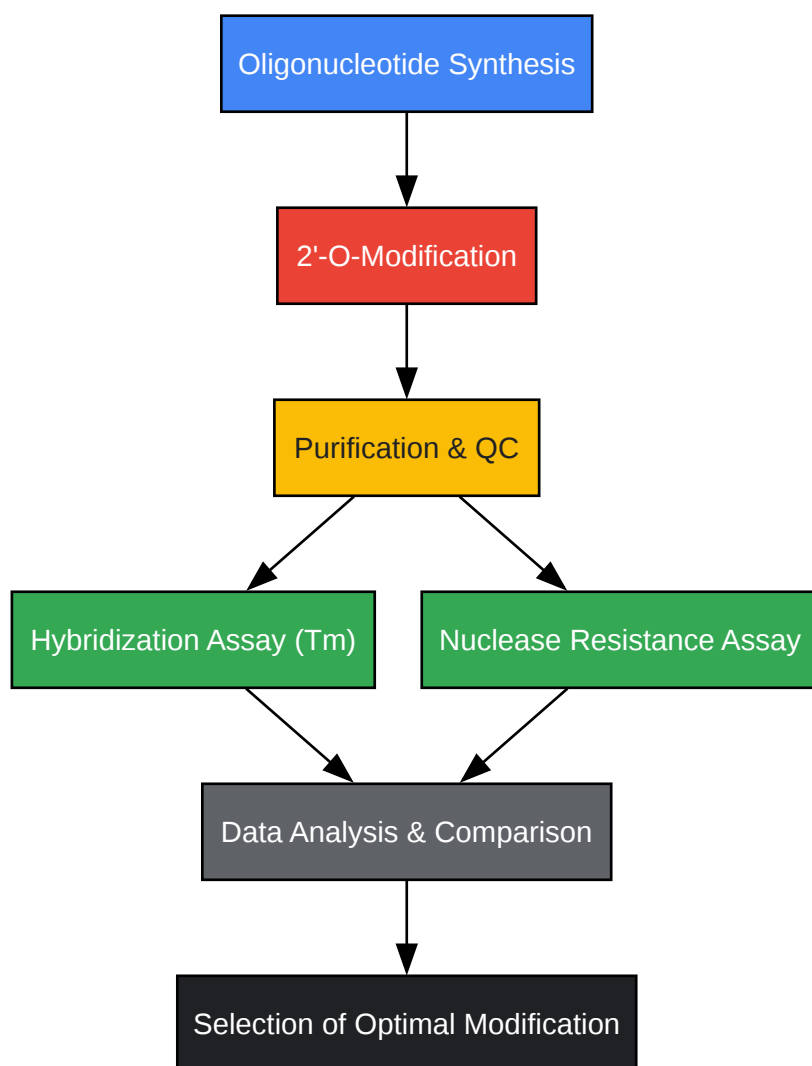 Oligonucleotide Synthesis
2'-O-Modification
Purification & QC
Hybridization Assay (Tm)
Nuclease Resistance Assay
Data Analysis & Comparison
Selection of Optimal Modification